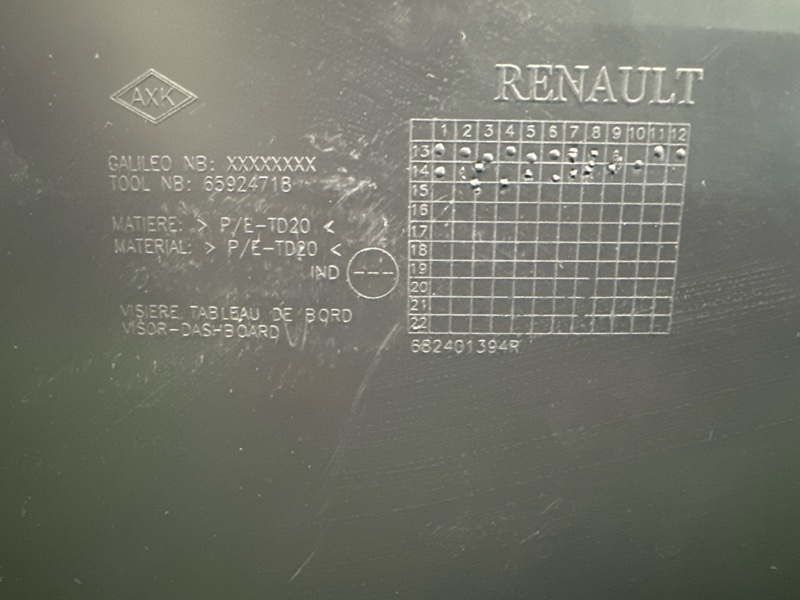 AXK
RENAULT
GALILEO NB: XXXXXXXX
TOOL NB: 65924718
MATIERE: > P/E-TD20 <
MATERIAL: > P/E-TD20 <
IND ---
VISIERE TABLEAU DE BORD
VISOR-DASHBOARD
1 2 3 4 5 6 7 8 9 10 11 12
13
14
15
16
17
18
19
20
21
22
682401394R